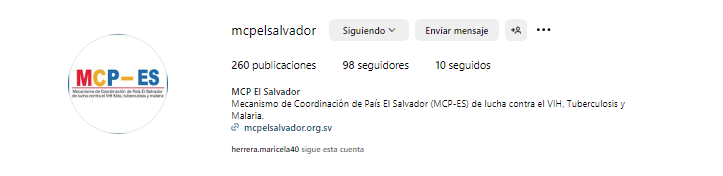 mcpelsalvador
Siguiendo
Enviar mensaje
260 publicaciones
98 seguidores
10 seguidos
MCP-ES
Mecanismo de Coordinación de País El Salvador
de lucha contra el VIH Sida, tuberculosis y malaria
MCP El Salvador
Mecanismo de Coordinación de País El Salvador (MCP-ES) de lucha contra el VIH, Tuberculosis y
Malaria.
mcpelsalvador.org.sv
herrera.maricela40 sigue esta cuenta